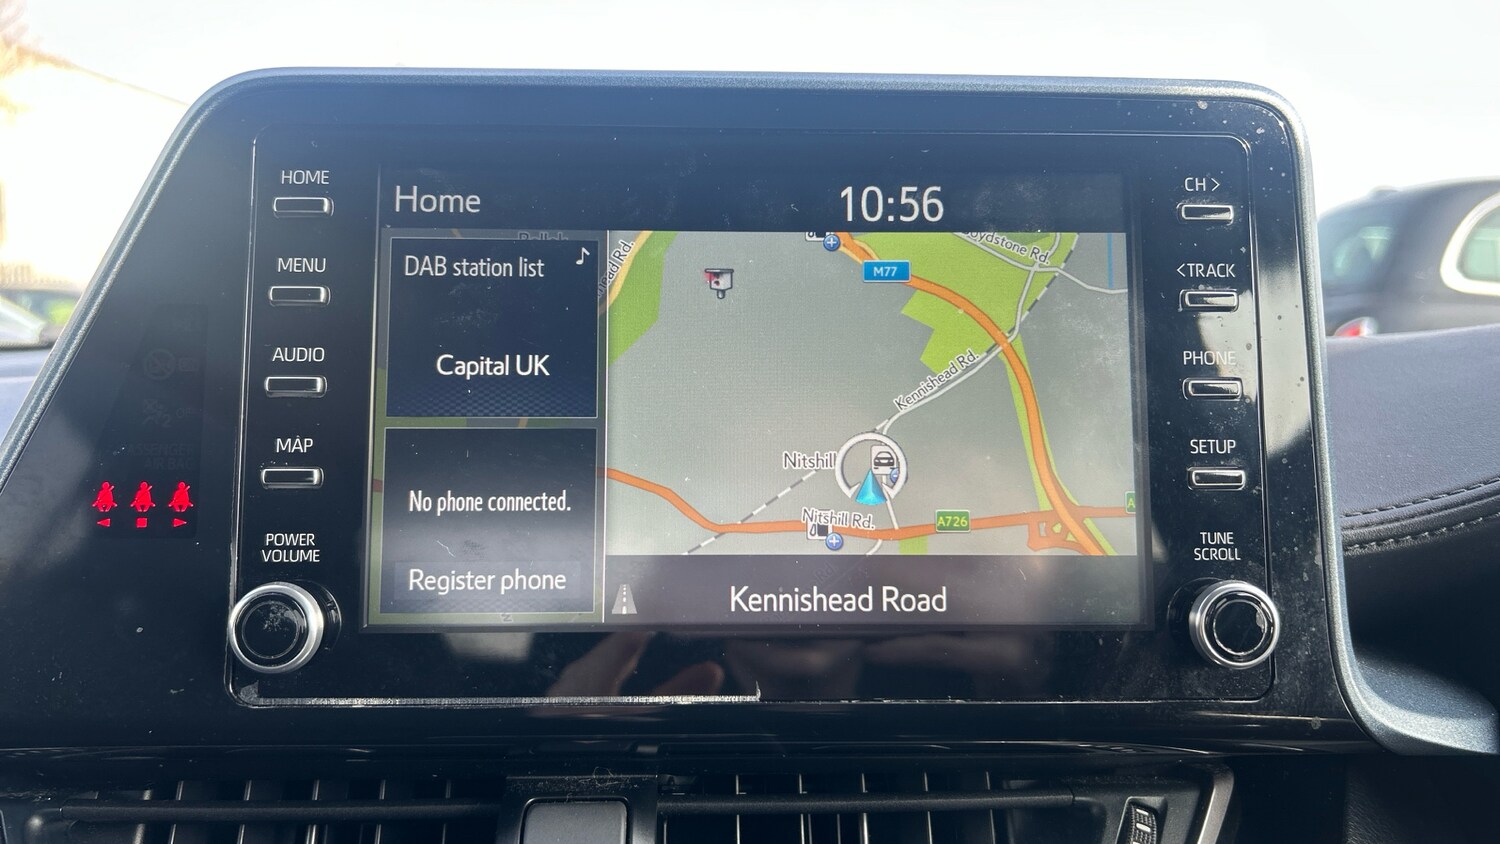 HOME
MENU
AUDIO
MAP
POWER
VOLUME
Home
10:56
DAB station list
Capital UK
No phone connected.
Register phone
Rd.
M77
Kennishead Rd.
Nitshill
Nitshill Rd.
A726
Kennishead Road
CH >
<TRACK
PHONE
SETUP
TUNE
SCROLL